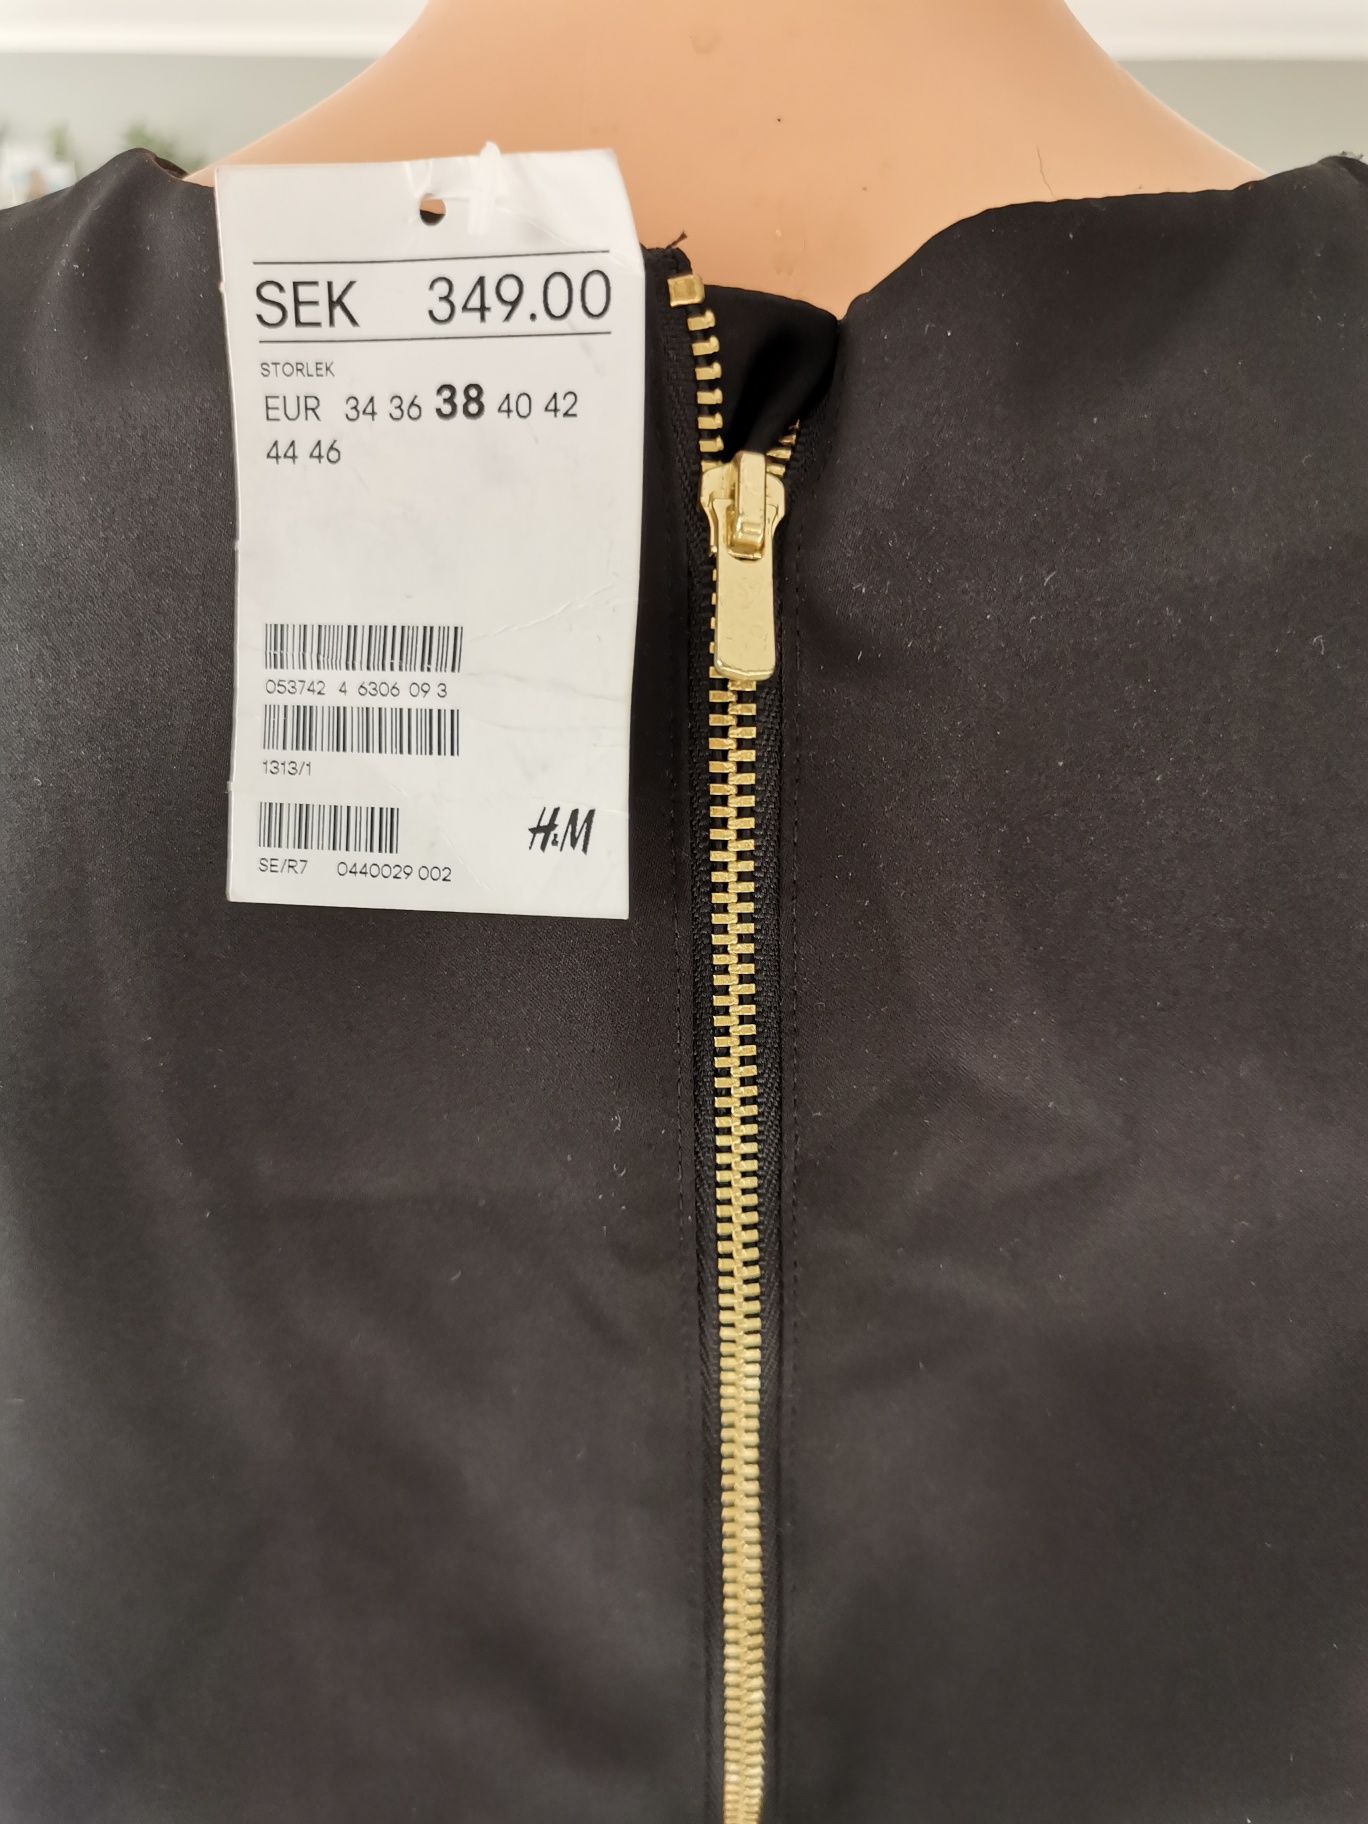 SEK 349.00
STORLEK
EUR 34 36 38 40 42
44 46
053742 4 6306 09 3
1313/1
H&M
SE/R7 0440029 002